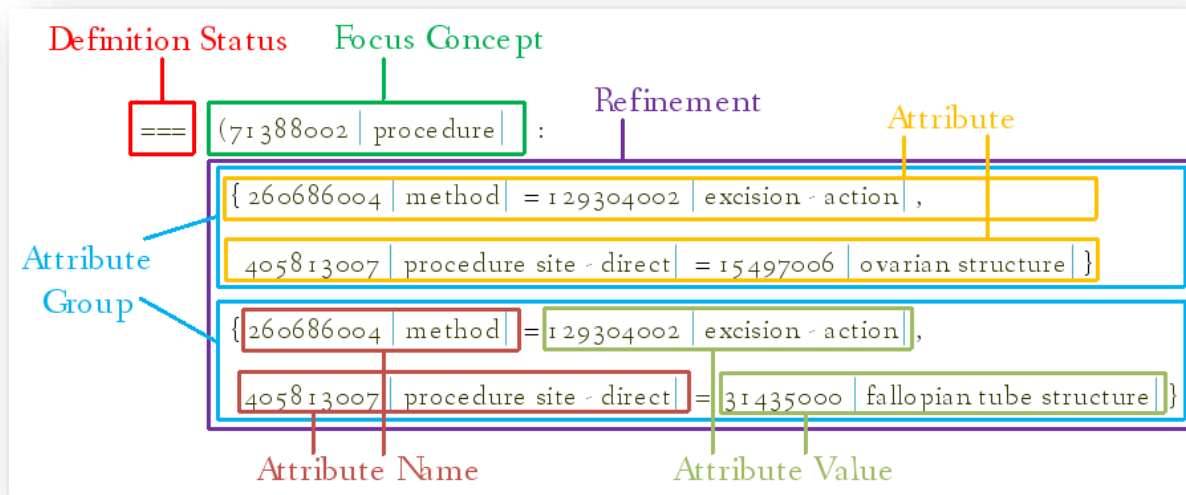 Definition Status
Focus Concept
Refinement
Attribute
=== (71388002 | procedure| :
{ 260686004 | method| = 129304002 | excision - action| ,
405813007 | procedure site - direct| = 15497006 | ovarian structure| }
Attribute
Group
{ 260686004 | method| = 129304002 | excision - action| ,
405813007 | procedure site - direct| = 31435000 | fallopian tube structure| }
Attribute Name
Attribute Value